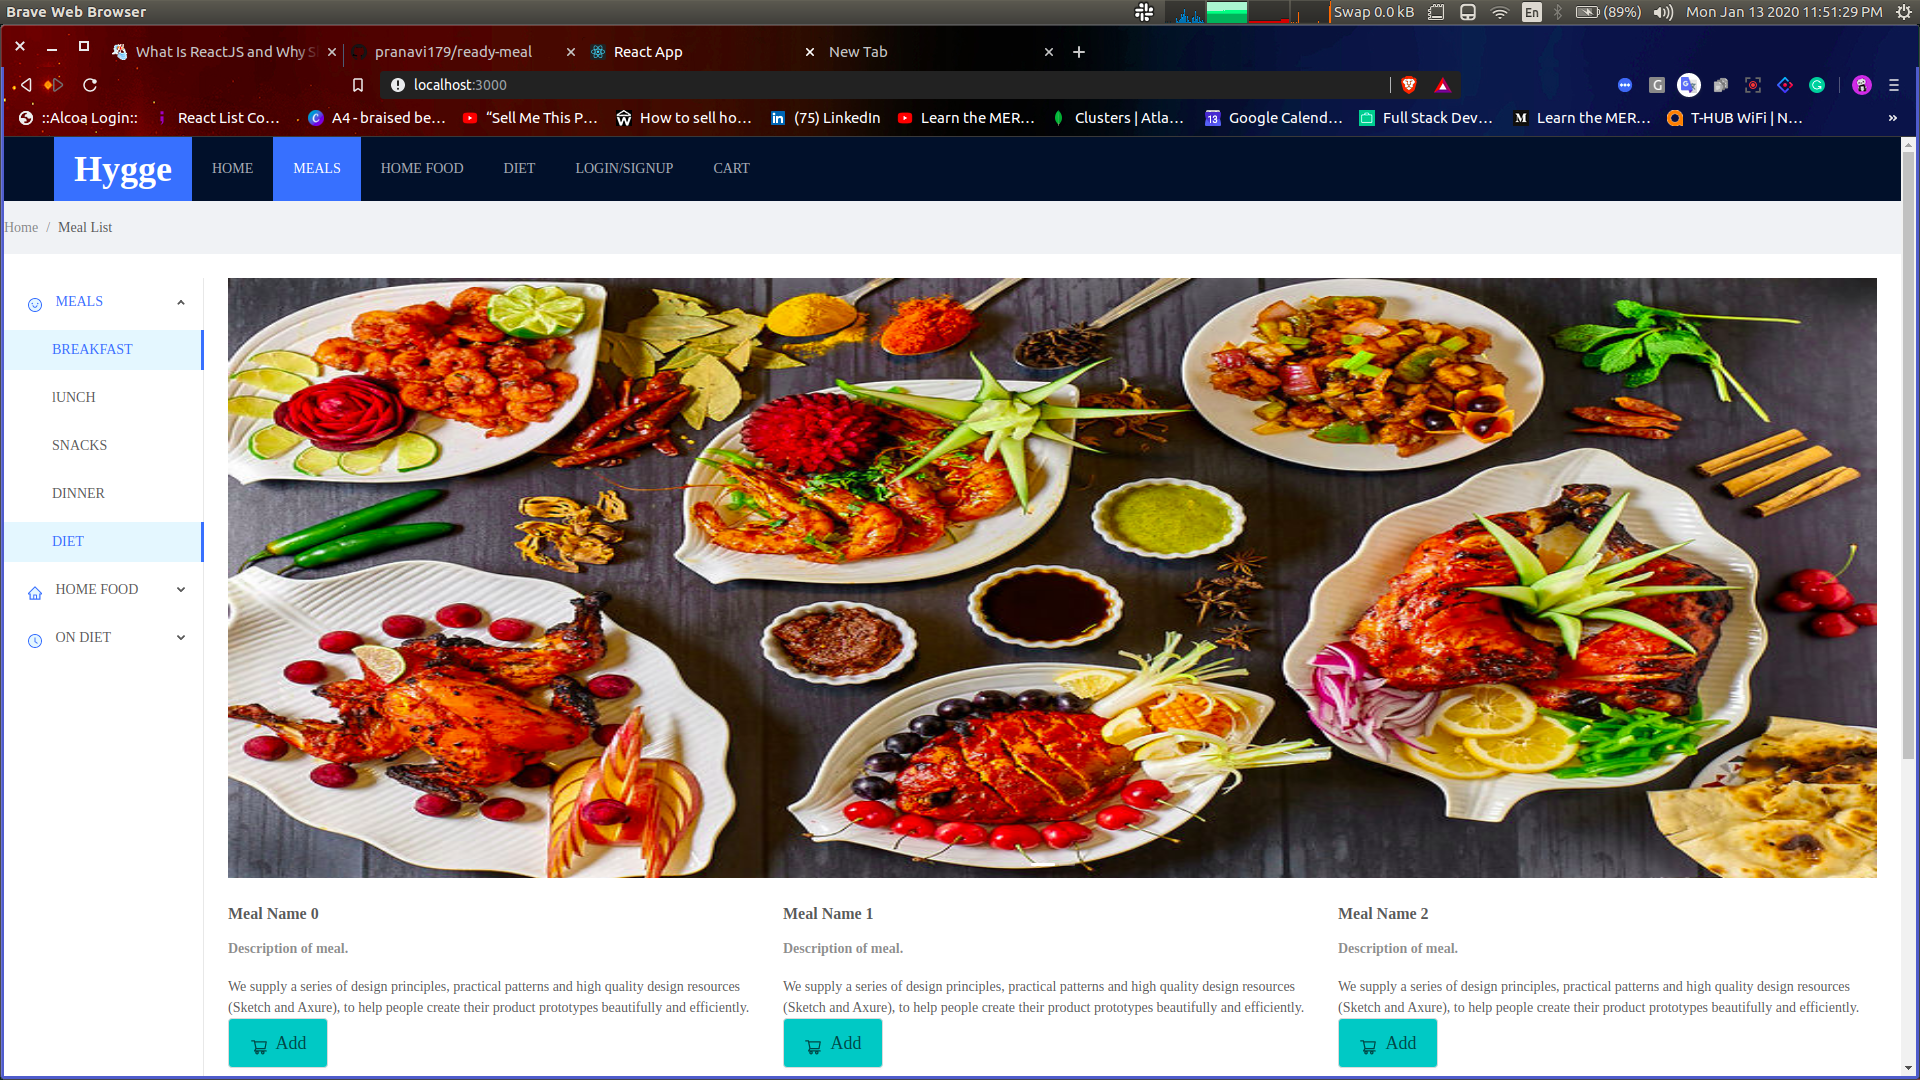 Brave Web Browser
Swap 0.0 kB
En
(89%)
Mon Jan 13 2020 11:51:29 PM
What Is ReactJS and Why S
pranavi179/ready-meal
React App
New Tab
localhost:3000
::Alcoa Login::
React List Co...
A4 - braised be...
“Sell Me This P...
How to sell ho...
(75) LinkedIn
Learn the MER...
Clusters | Atla...
13
Google Calend...
Full Stack Dev...
Learn the MER...
T-HUB WiFi | N...
Hygge
HOME
MEALS
HOME FOOD
DIET
LOGIN/SIGNUP
CART
Home / Meal List
MEALS
BREAKFAST
lUNCH
SNACKS
DINNER
DIET
HOME FOOD
ON DIET
Meal Name 0
Description of meal.
We supply a series of design principles, practical patterns and high quality design resources
(Sketch and Axure), to help people create their product prototypes beautifully and efficiently.
Add
Meal Name 1
Description of meal.
We supply a series of design principles, practical patterns and high quality design resources
(Sketch and Axure), to help people create their product prototypes beautifully and efficiently.
Add
Meal Name 2
Description of meal.
We supply a series of design principles, practical patterns and high quality design resources
(Sketch and Axure), to help people create their product prototypes beautifully and efficiently.
Add